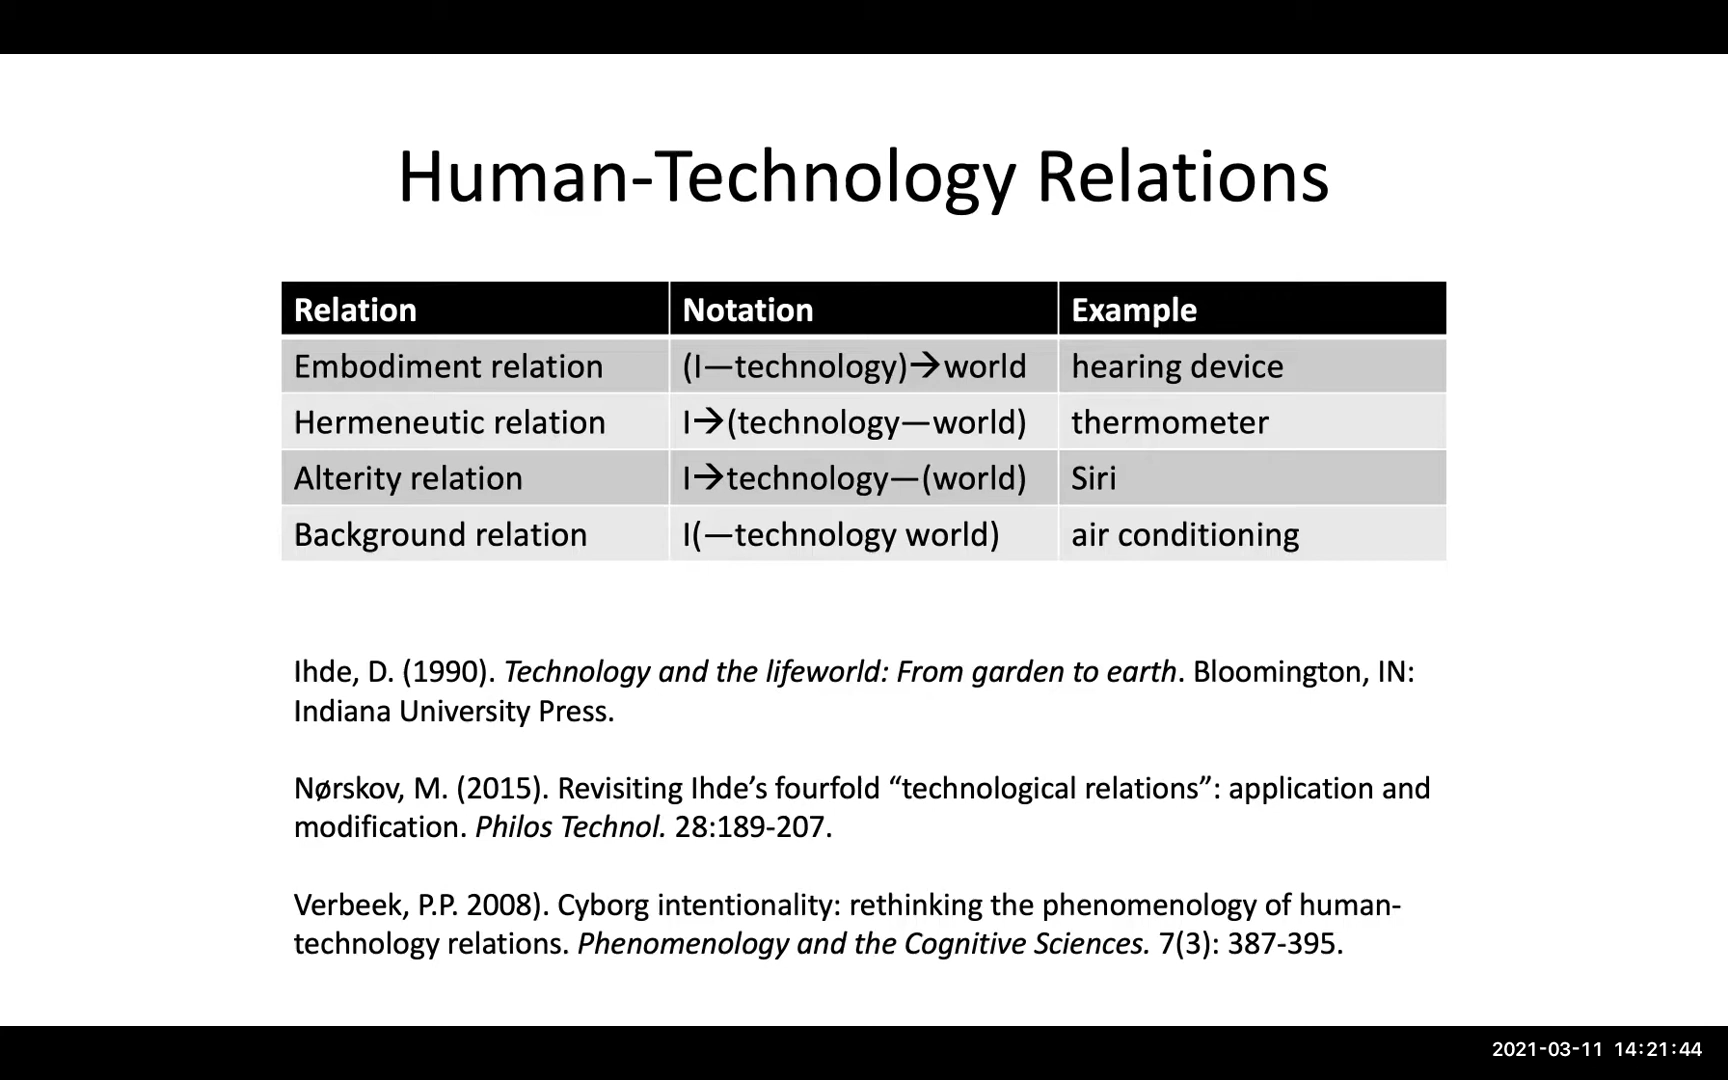 Human-Technology Relations
Relation Notation Example
Embodiment relation (I—technology)→world hearing device
Hermeneutic relation I→(technology—world) thermometer
Alterity relation I→technology—(world) Siri
Background relation I(—technology world) air conditioning
Ihde, D. (1990). Technology and the lifeworld: From garden to earth. Bloomington, IN:
Indiana University Press.
Nørskov, M. (2015). Revisiting Ihde’s fourfold “technological relations”: application and
modification. Philos Technol. 28:189-207.
Verbeek, P.P. 2008). Cyborg intentionality: rethinking the phenomenology of human-
technology relations. Phenomenology and the Cognitive Sciences. 7(3): 387-395.
2021-03-11 14:21:44